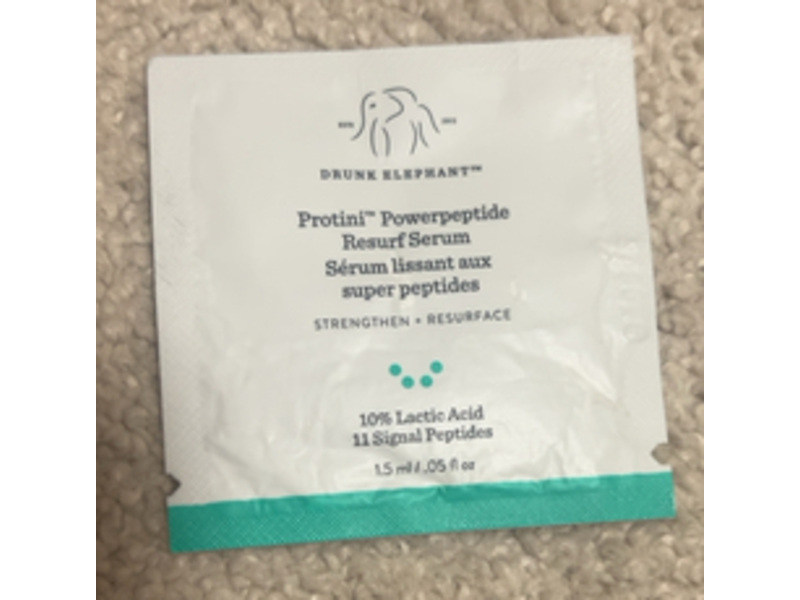 DRUNK ELEPHANT™
Protini™ Powerpeptide
Resurf Serum
Sérum lissant aux
super peptides
STRENGTHEN + RESURFACE
10% Lactic Acid
11 Signal Peptides
1.5 ml / .05 fl oz